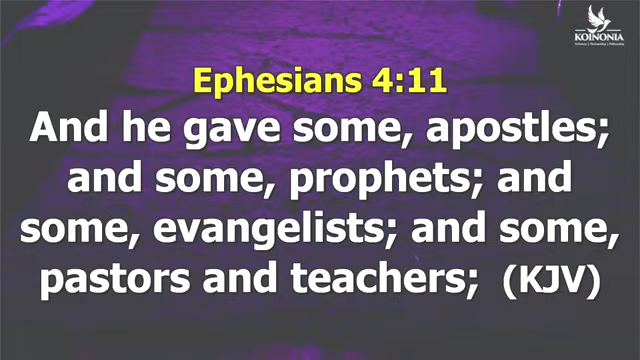 KOINONIA
Ephesians 4:11
And he gave some, apostles;
and some, prophets; and
some, evangelists; and some,
pastors and teachers;  (KJV)